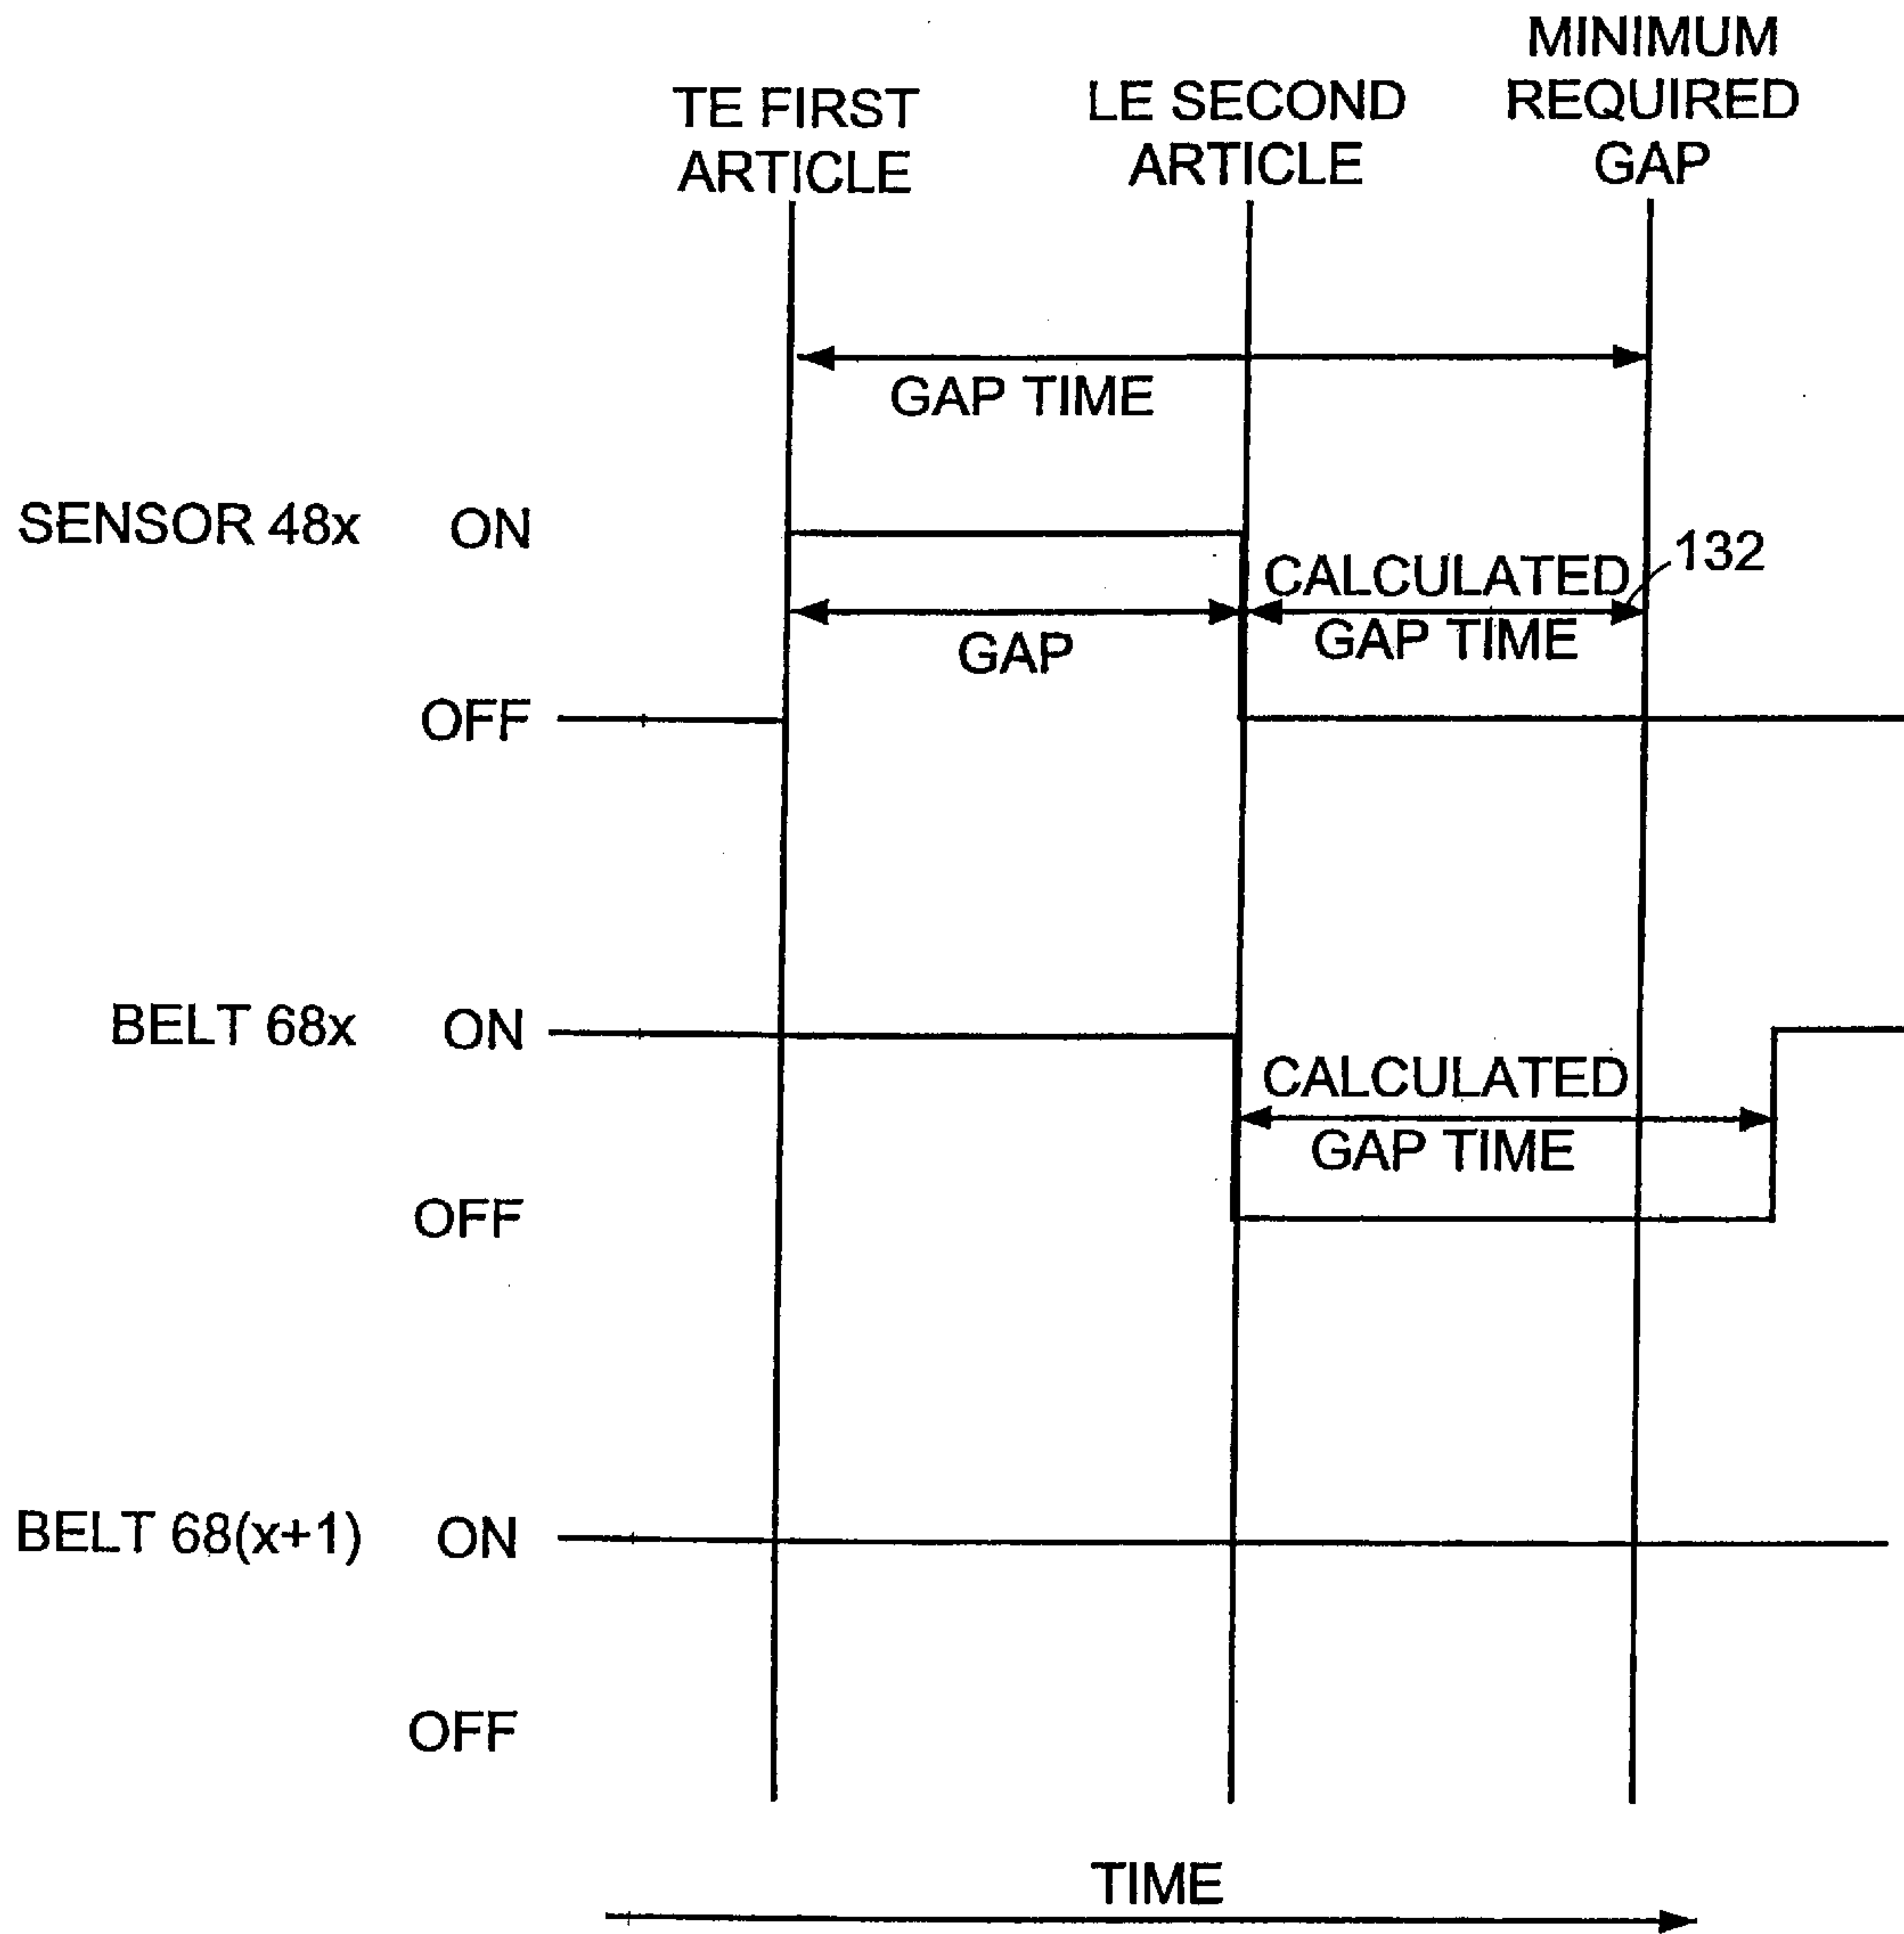 TE FIRST
ARTICLE
LE SECOND
ARTICLE
MINIMUM
REQUIRED
GAP
GAP TIME
SENSOR 48x
ON
CALCULATED
GAP TIME
132
GAP
OFF
BELT 68x
ON
CALCULATED
GAP TIME
OFF
BELT 68(x+1)
ON
OFF
TIME